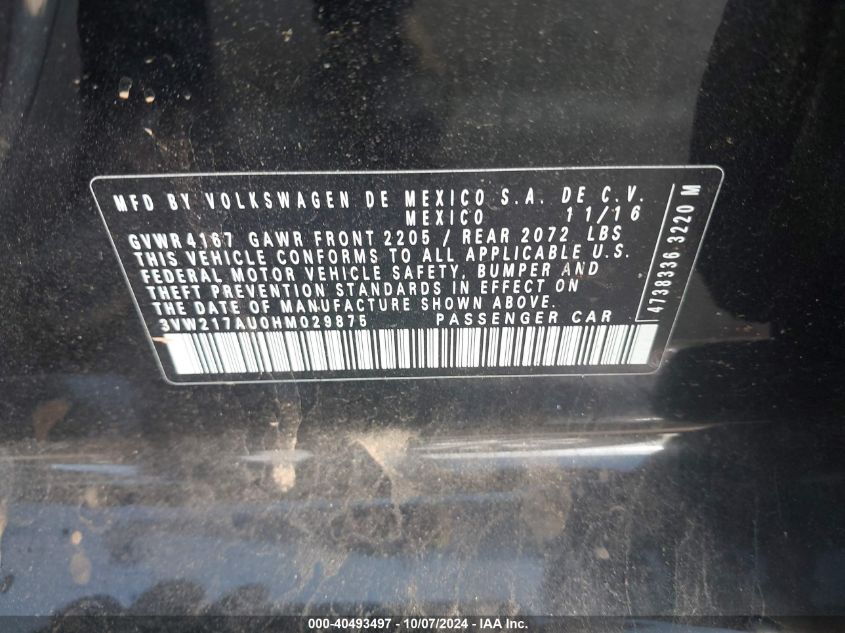 MFD BY VOLKSWAGEN DE MEXICO S.A. DE C.V.
MEXICO 11/16
GVWR4167 GAWR FRONT 2205 / REAR 2072 LBS
THIS VEHICLE CONFORMS TO ALL APPLICABLE U.S.
FEDERAL MOTOR VEHICLE SAFETY, BUMPER AND
THEFT PREVENTION STANDARDS IN EFFECT ON
THE DATE OF MANUFACTURE SHOWN ABOVE.
3VW217AU0HM029875 PASSENGER CAR
4738336 3220 M
000-40493497 - 10/07/2024 - IAA Inc.